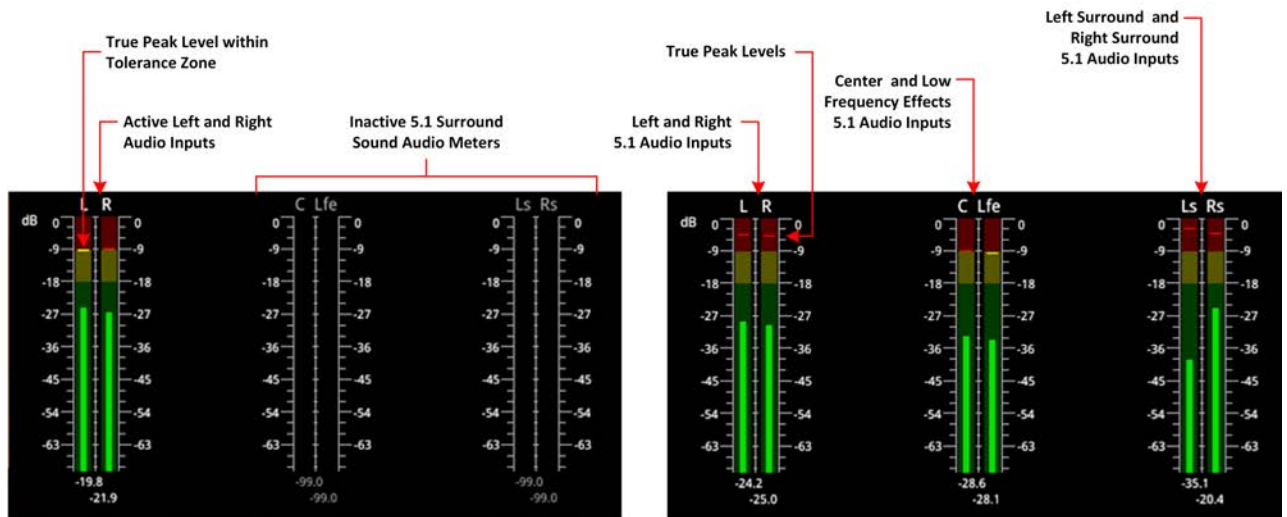 True Peak Level within
Tolerance Zone
Active Left and Right
Audio Inputs
Inactive 5.1 Surround
Sound Audio Meters
True Peak Levels
Left and Right
5.1 Audio Inputs
Center and Low
Frequency Effects
5.1 Audio Inputs
Left Surround and
Right Surround
5.1 Audio Inputs
L R C Lfe Ls Rs
dB 0 0 0 0 0 0
-9 -9 -9 -9 -9 -9
-18 -18 -18 -18 -18 -18
-27 -27 -27 -27 -27 -27
-36 -36 -36 -36 -36 -36
-45 -45 -45 -45 -45 -45
-54 -54 -54 -54 -54 -54
-63 -63 -63 -63 -63 -63
-19.8 -99.0 -99.0
-21.9 -99.0 -99.0
L R C Lfe Ls Rs
dB 0 0 0 0 0 0
-9 -9 -9 -9 -9 -9
-18 -18 -18 -18 -18 -18
-27 -27 -27 -27 -27 -27
-36 -36 -36 -36 -36 -36
-45 -45 -45 -45 -45 -45
-54 -54 -54 -54 -54 -54
-63 -63 -63 -63 -63 -63
-24.2 -28.6 -35.1
-25.0 -28.1 -20.4